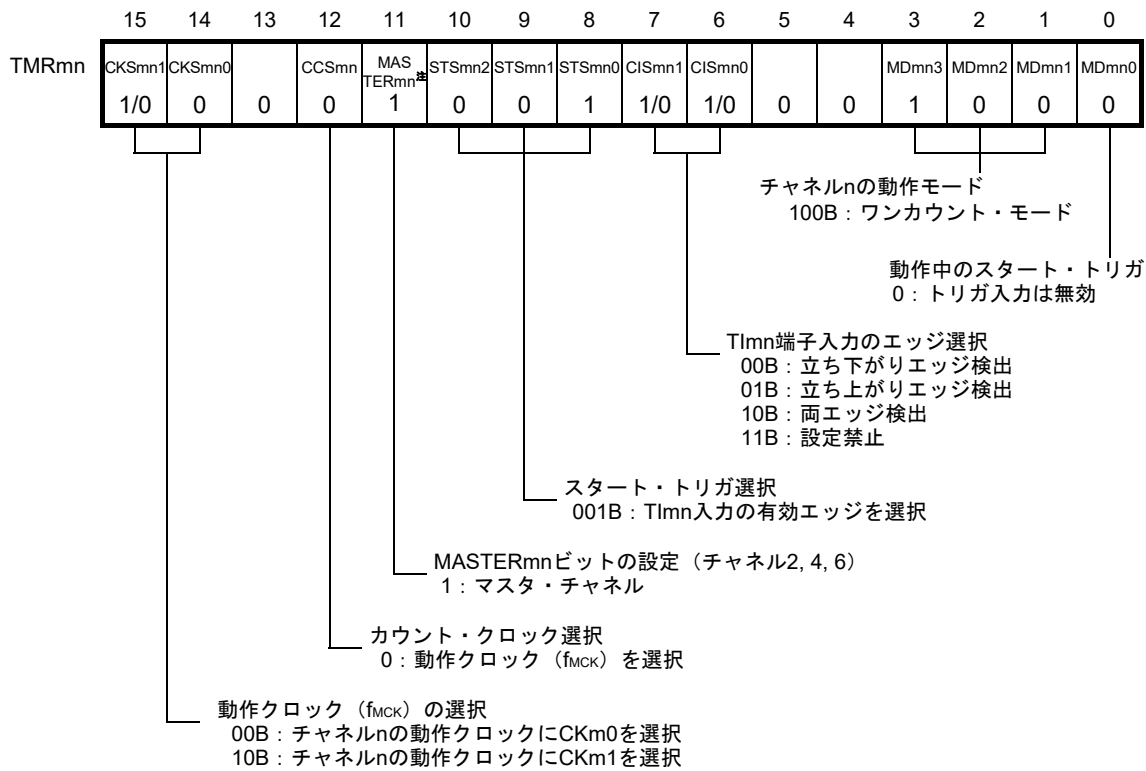 15 14 13 12 11 10 9 8 7 6 5 4 3 2 1 0
TMRmn CKSmn1 CKSmn0 CCSmn MAS TERmn注 STSmn2 STSmn1 STSmn0 CISmn1 CISmn0 MDmn3 MDmn2 MDmn1 MDmn0
1/0 0 0 0 1 0 0 1 1/0 1/0 0 0 1 0 0 0
チャネルnの動作モード
100B：ワンカウント・モード
動作中のスタート・トリガ
0：トリガ入力は無効
TImn端子入力のエッジ選択
00B：立ち下がりエッジ検出
01B：立ち上がりエッジ検出
10B：両エッジ検出
11B：設定禁止
スタート・トリガ選択
001B：TImn入力の有効エッジを選択
MASTERmnビットの設定（チャネル2, 4, 6）
1：マスタ・チャネル
カウント・クロック選択
0：動作クロック（fMCK）を選択
動作クロック（fMCK）の選択
00B：チャネルnの動作クロックにCKm0を選択
10B：チャネルnの動作クロックにCKm1を選択